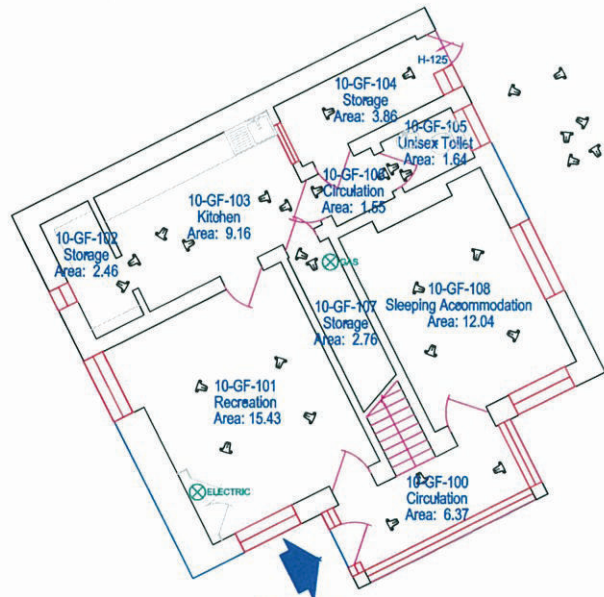 H-125
10-GF-104
Storage
Area: 3.86
10-GF-105
Unisex Toilet
Area: 1.64
10-GF-106
Circulation
Area: 1.55
10-GF-103
Kitchen
Area: 9.16
10-GF-102
Storage
Area: 2.46
GAS
10-GF-108
Sleeping Accommodation
Area: 12.04
10-GF-107
Storage
Area: 2.76
10-GF-101
Recreation
Area: 15.43
ELECTRIC
10-GF-100
Circulation
Area: 6.37